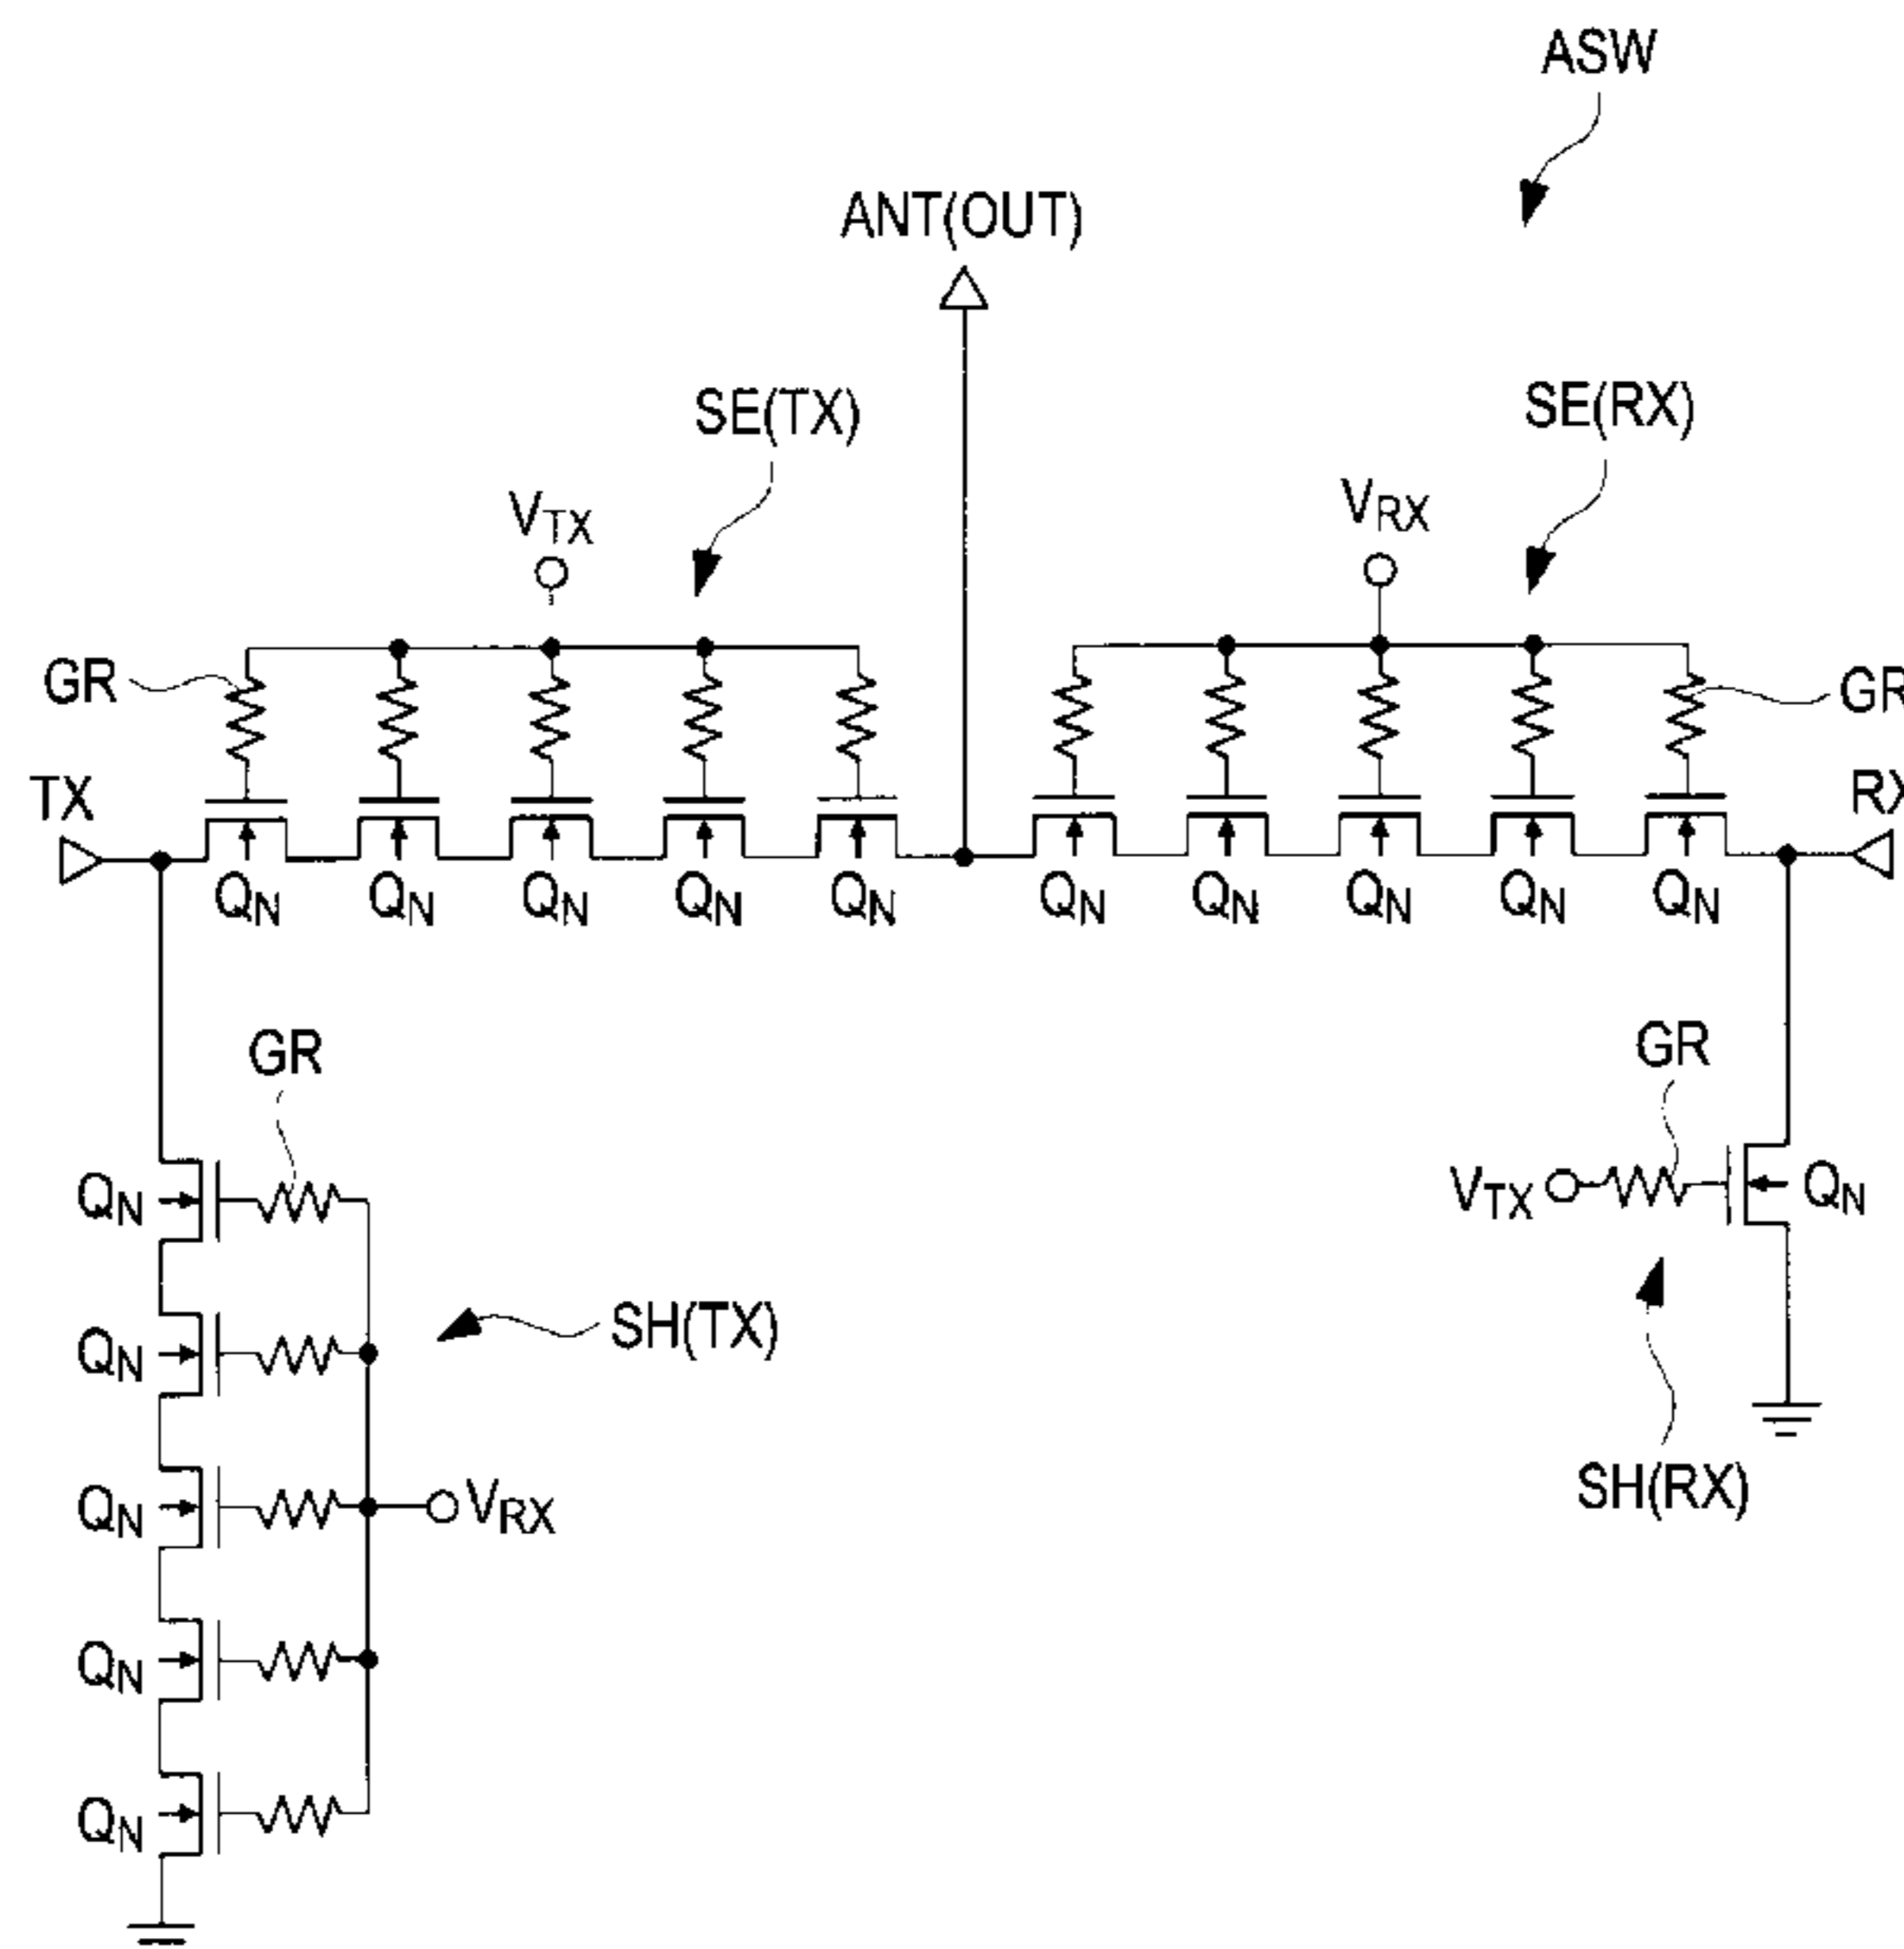 ASW
ANT(OUT)
SE(TX)
SE(RX)
VTX
VRX
GR
GR
TX
RX
QN QN QN QN QN QN QN QN QN QN
GR
GR
QN
VTX
QN
QN
SH(TX)
QN
VRX
SH(RX)
QN
QN